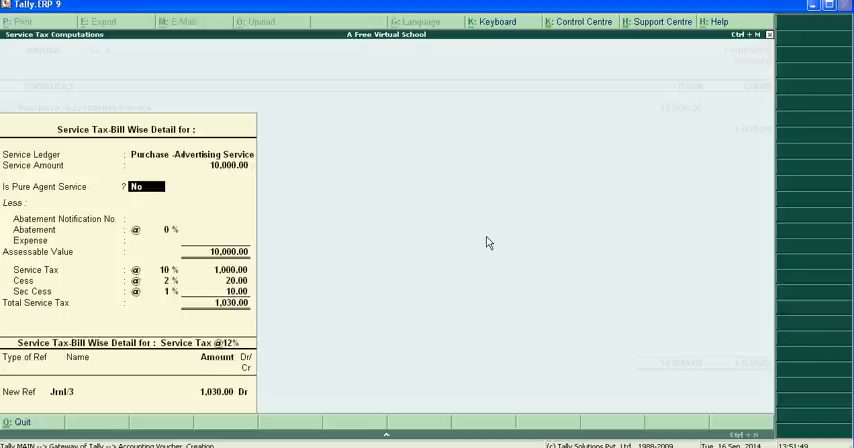 Tally.ERP 9
P: Print E: Export M: E-Mail O: Upload G: Language K: Keyboard K: Control Centre H: Support Centre H: Help
Service Tax Computations A Free Virtual School Ctrl + M
Purchase -Advertising Service 10,000.00
Service Tax-Bill Wise Detail for :
Service Ledger : Purchase -Advertising Service
Service Amount : 10,000.00
Is Pure Agent Service ? No
Less :
Abatement Notification No. :
Abatement : @ 0 %
Expense :
Assessable Value : 10,000.00
Service Tax : @ 10 % 1,000.00
Cess : @ 2 % 20.00
Sec Cess : @ 1 % 10.00
Total Service Tax : 1,030.00
Service Tax-Bill Wise Detail for : Service Tax @12%
Type of Ref Name Amount Dr/
Cr
New Ref Jrnl/3 1,030.00 Dr
Q: Quit
Ctrl + N
Tally MAIN --> Gateway of Tally --> Accounting Voucher Creation (c) Tally Solutions Pvt. Ltd., 1988-2009 Tue, 16 Sep, 2014 13:51:49